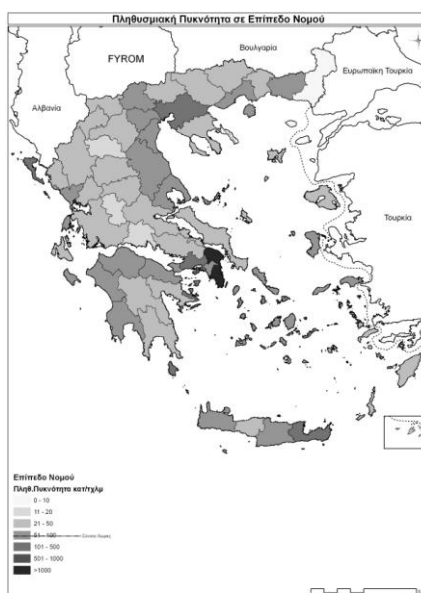 Πληθυσμιακή Πυκνότητα σε Επίπεδο Νομού
Βουλγαρία
FYROM
Ευρωπαϊκη Τουρκία
Αλβανία
Τουρκία
Επίπεδο Νομού
Πληθ.Πυκνότητα κατ/τχλμ
0 - 10
11 - 20
21 - 50
51 - 100
101 - 500
501 - 1000
>1000